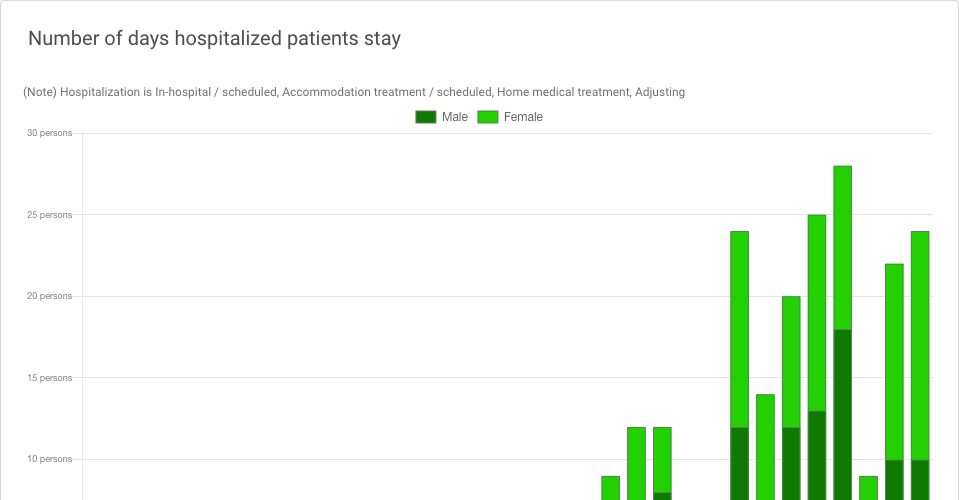 Number of days hospitalized patients stay
(Note) Hospitalization is In-hospital / scheduled, Accommodation treatment / scheduled, Home medical treatment, Adjusting
Male Female
30 persons
25 persons
20 persons
15 persons
10 persons